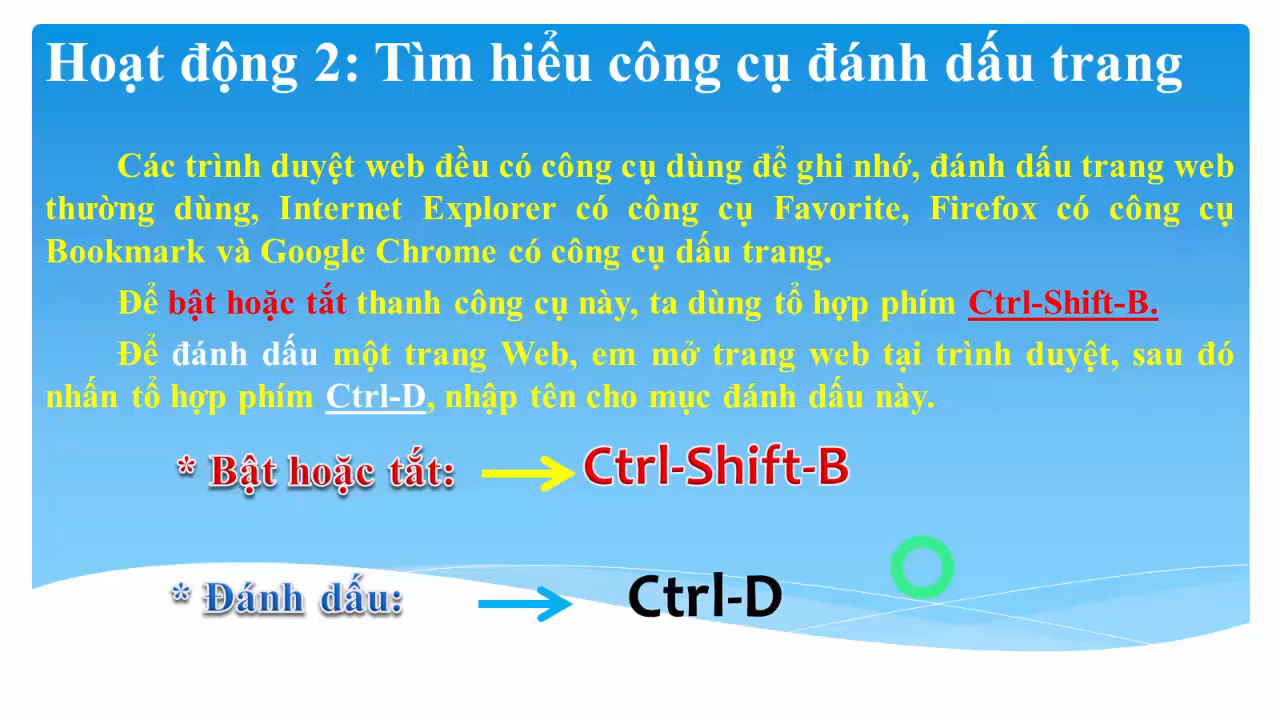 Hoạt động 2: Tìm hiểu công cụ đánh dấu trang
Các trình duyệt web đều có công cụ dùng để ghi nhớ, đánh dấu trang web
thường dùng, Internet Explorer có công cụ Favorite, Firefox có công cụ
Bookmark và Google Chrome có công cụ dấu trang.
Để bật hoặc tắt thanh công cụ này, ta dùng tổ hợp phím Ctrl-Shift-B.
Để đánh dấu một trang Web, em mở trang web tại trình duyệt, sau đó
nhấn tổ hợp phím Ctrl-D, nhập tên cho mục đánh dấu này.
* Bật hoặc tắt: Ctrl-Shift-B
* Đánh dấu: Ctrl-D